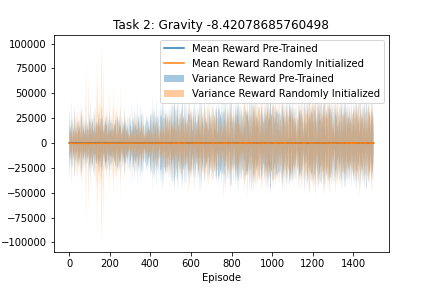 Task 2: Gravity -8.42078685760498
100000
75000
50000
25000
0
−25000
−50000
−75000
−100000
Mean Reward Pre-Trained
Mean Reward Randomly Initialized
Variance Reward Pre-Trained
Variance Reward Randomly Initialized
0 200 400 600 800 1000 1200 1400
Episode